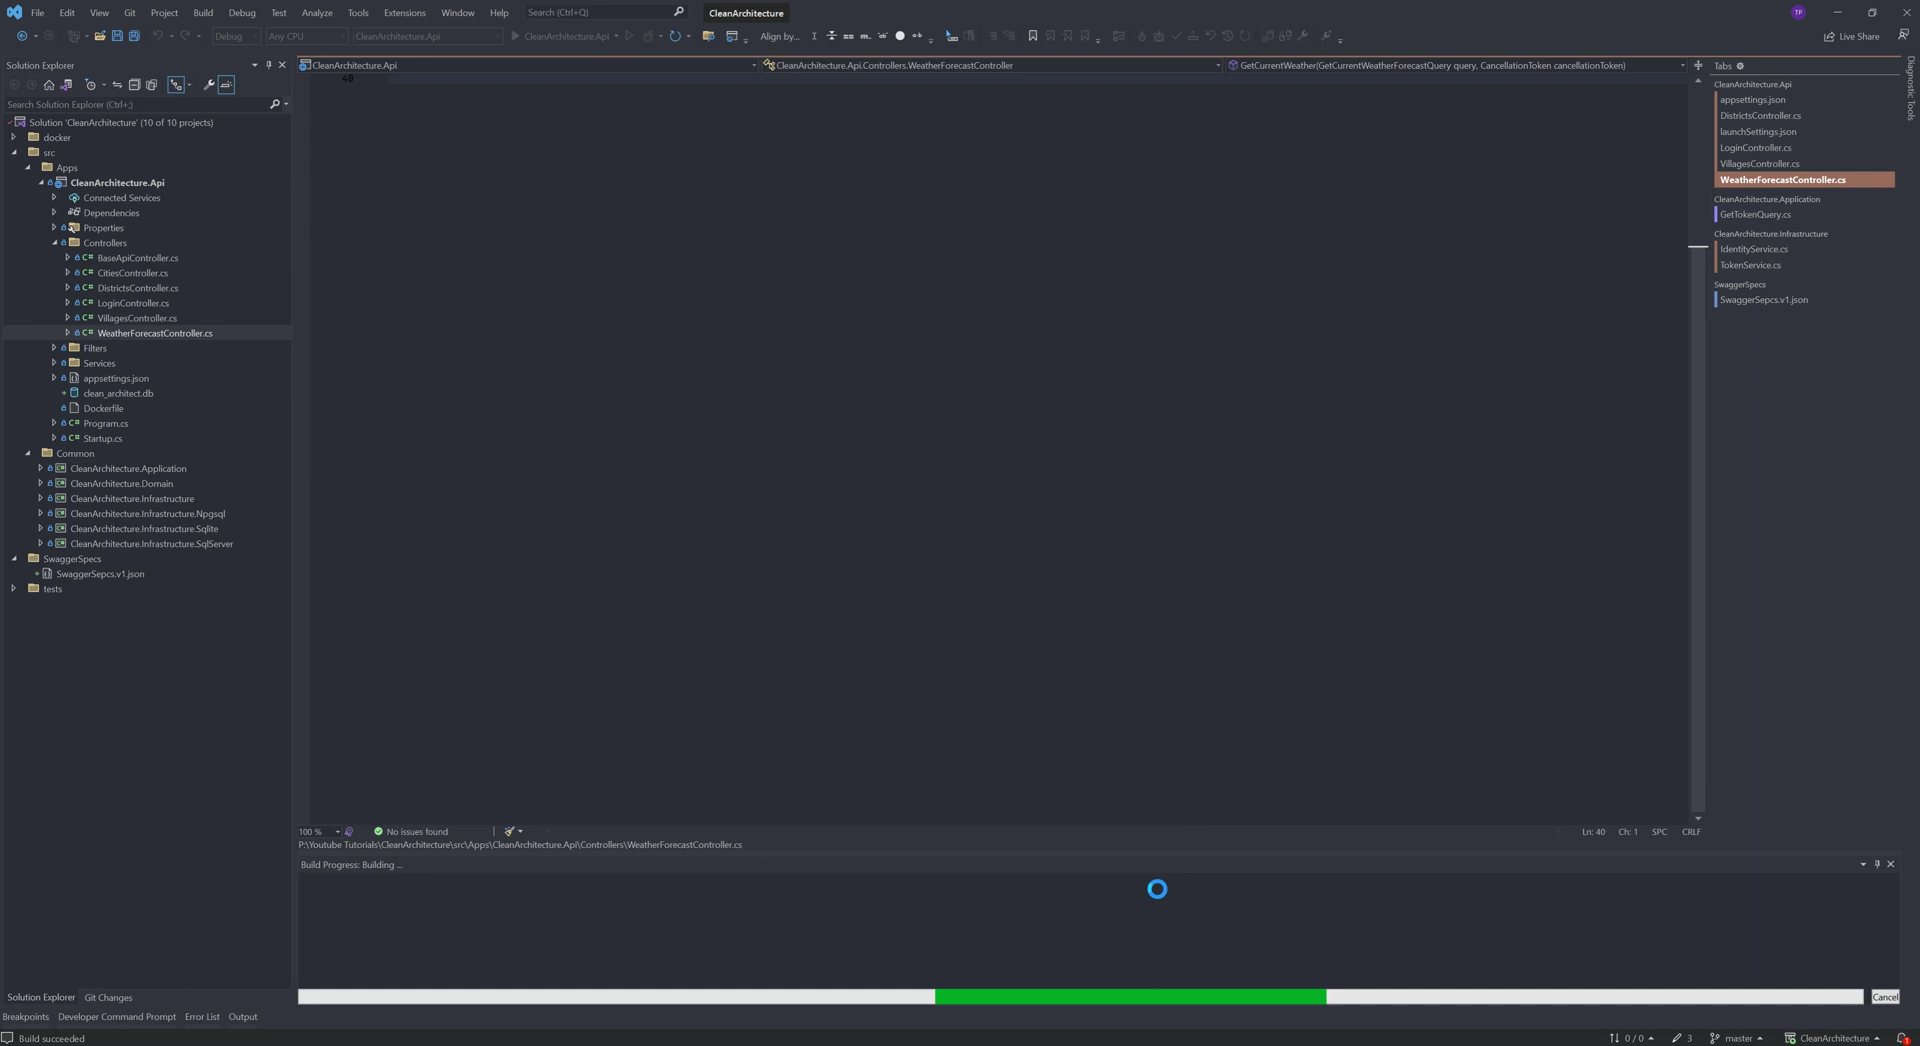 File Edit View Git Project Build Debug Test Analyze Tools Extensions Window Help Search (Ctrl+Q) CleanArchitecture TP
Debug Any CPU CleanArchitecture.Api CleanArchitecture.Api Align by... Live Share
Solution Explorer
Search Solution Explorer (Ctrl+;)
Solution 'CleanArchitecture' (10 of 10 projects)
docker
src
Apps
CleanArchitecture.Api
Connected Services
Dependencies
Properties
Controllers
BaseApiController.cs
CitiesController.cs
DistrictsController.cs
LoginController.cs
VillagesController.cs
WeatherForecastController.cs
Filters
Services
appsettings.json
clean_architect.db
Dockerfile
Program.cs
Startup.cs
Common
CleanArchitecture.Application
CleanArchitecture.Domain
CleanArchitecture.Infrastructure
CleanArchitecture.Infrastructure.Npgsql
CleanArchitecture.Infrastructure.Sqlite
CleanArchitecture.Infrastructure.SqlServer
SwaggerSpecs
SwaggerSepcs.v1.json
tests
Solution Explorer Git Changes
CleanArchitecture.Api CleanArchitecture.Api.Controllers.WeatherForecastController GetCurrentWeather(GetCurrentWeatherForecastQuery query, CancellationToken cancellationToken)
40
100 % No issues found Ln: 40 Ch: 1 SPC CRLF
P:\Youtube Tutorials\CleanArchitecture\src\Apps\CleanArchitecture.Api\Controllers\WeatherForecastController.cs
Build Progress: Building ...
Cancel
Tabs
CleanArchitecture.Api
appsettings.json
DistrictsController.cs
launchSettings.json
LoginController.cs
VillagesController.cs
WeatherForecastController.cs
CleanArchitecture.Application
GetTokenQuery.cs
CleanArchitecture.Infrastructure
IdentityService.cs
TokenService.cs
SwaggerSpecs
SwaggerSepcs.v1.json
Diagnostic Tools
Breakpoints Developer Command Prompt Error List Output
Build succeeded 0 / 0 3 master CleanArchitecture 1